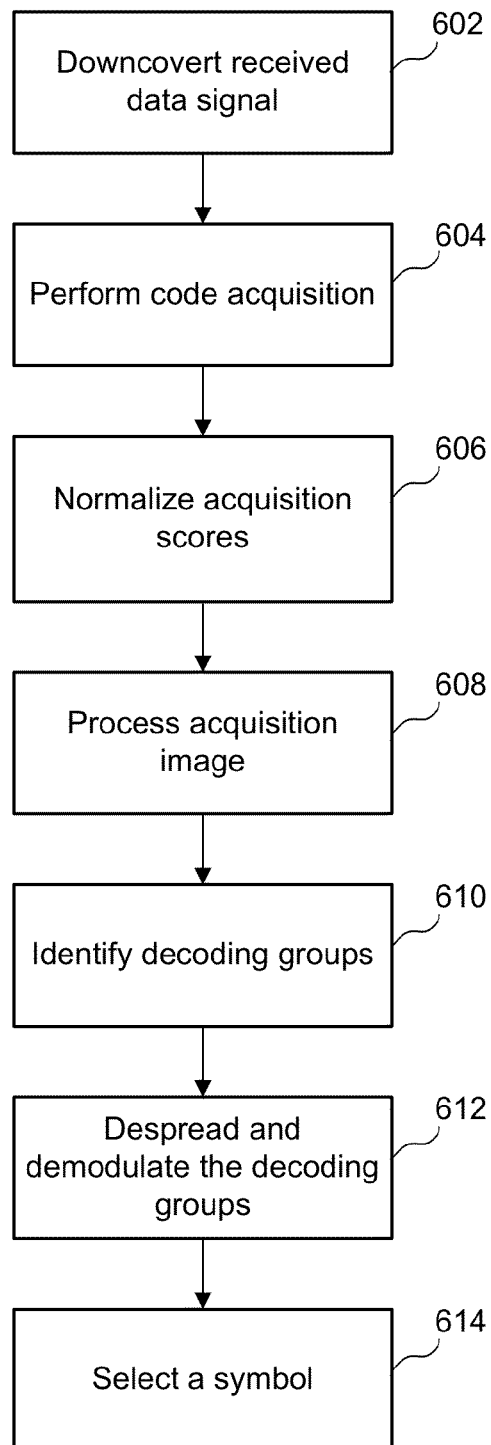 602
Downcovert received
data signal
604
Perform code acquisition
606
Normalize acquisition
scores
608
Process acquisition
image
610
Identify decoding groups
612
Despread and
demodulate the decoding
groups
614
Select a symbol